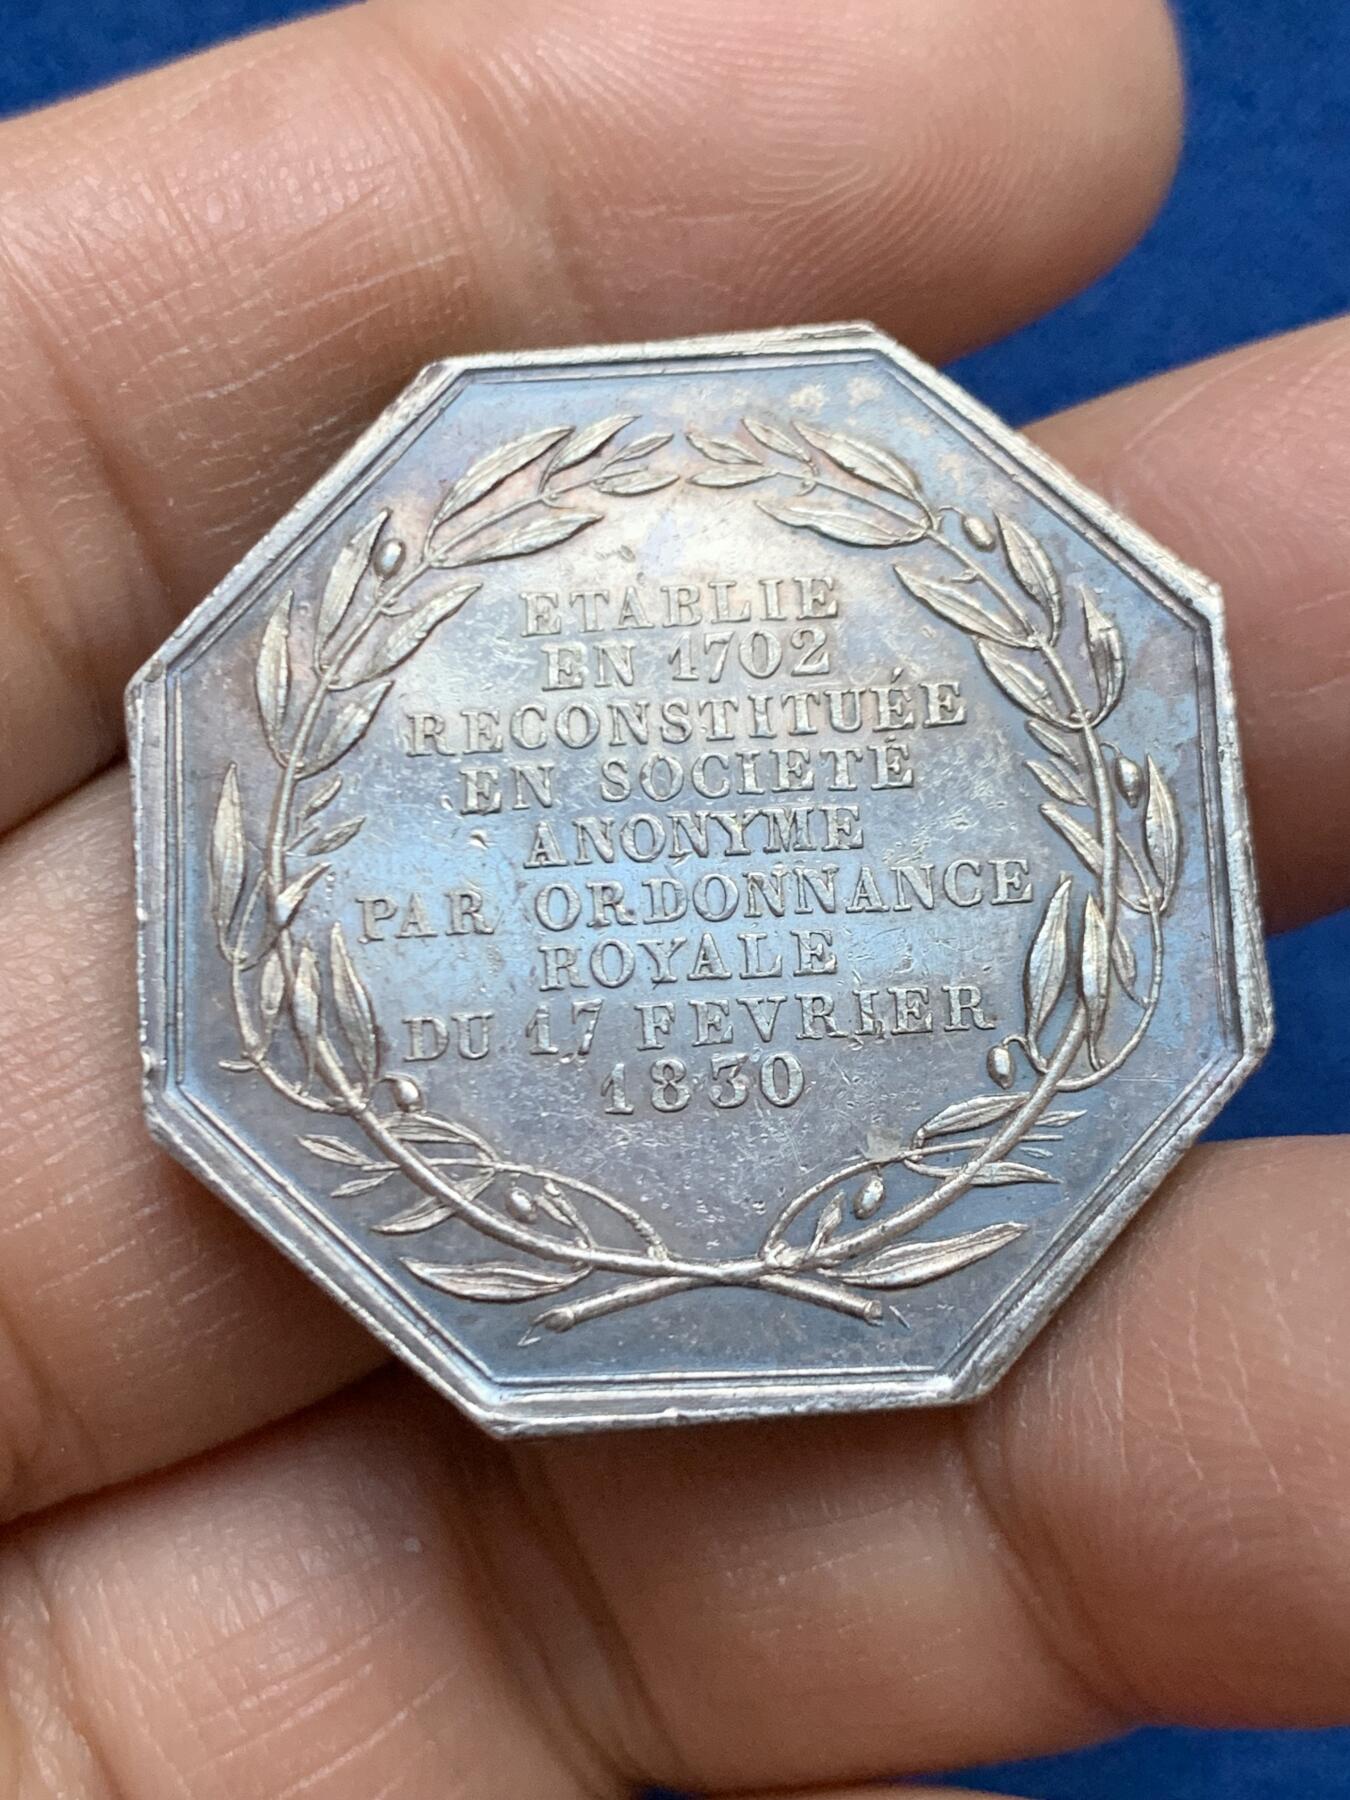 ETABLIE
EN 1702
RECONSTITUÉE
EN SOCIETÉ
ANONYME
PAR ORDONNANCE
ROYALE
DU 17 FEVRIER
1830